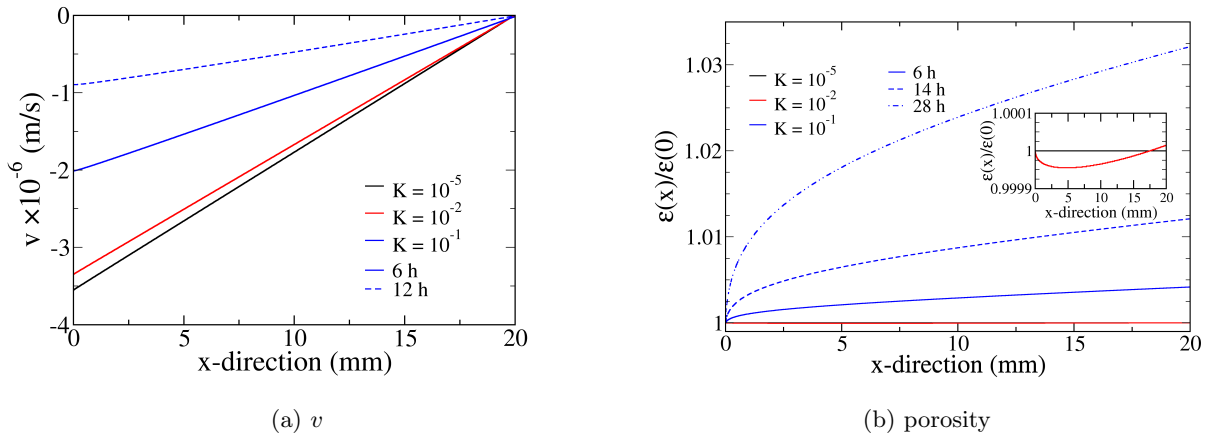 0
-1
-2
-3
-4
v ×10⁻⁶ (m/s)
K = 10⁻⁵
K = 10⁻²
K = 10⁻¹
6 h
12 h
0 5 10 15 20
x-direction (mm)
(a) v
1.03
1.02
1.01
1
ε(x)/ε(0)
K = 10⁻⁵
K = 10⁻²
K = 10⁻¹
6 h
14 h
28 h
1.0001
1
0.9999
ε(x)/ε(0)
0 5 10 15 20
x-direction (mm)
0 5 10 15 20
x-direction (mm)
(b) porosity